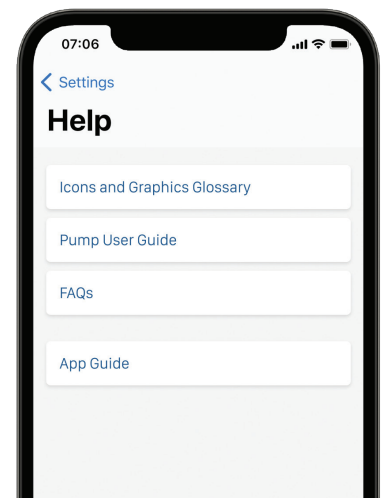 07:06
Settings
Help
Icons and Graphics Glossary
Pump User Guide
FAQs
App Guide